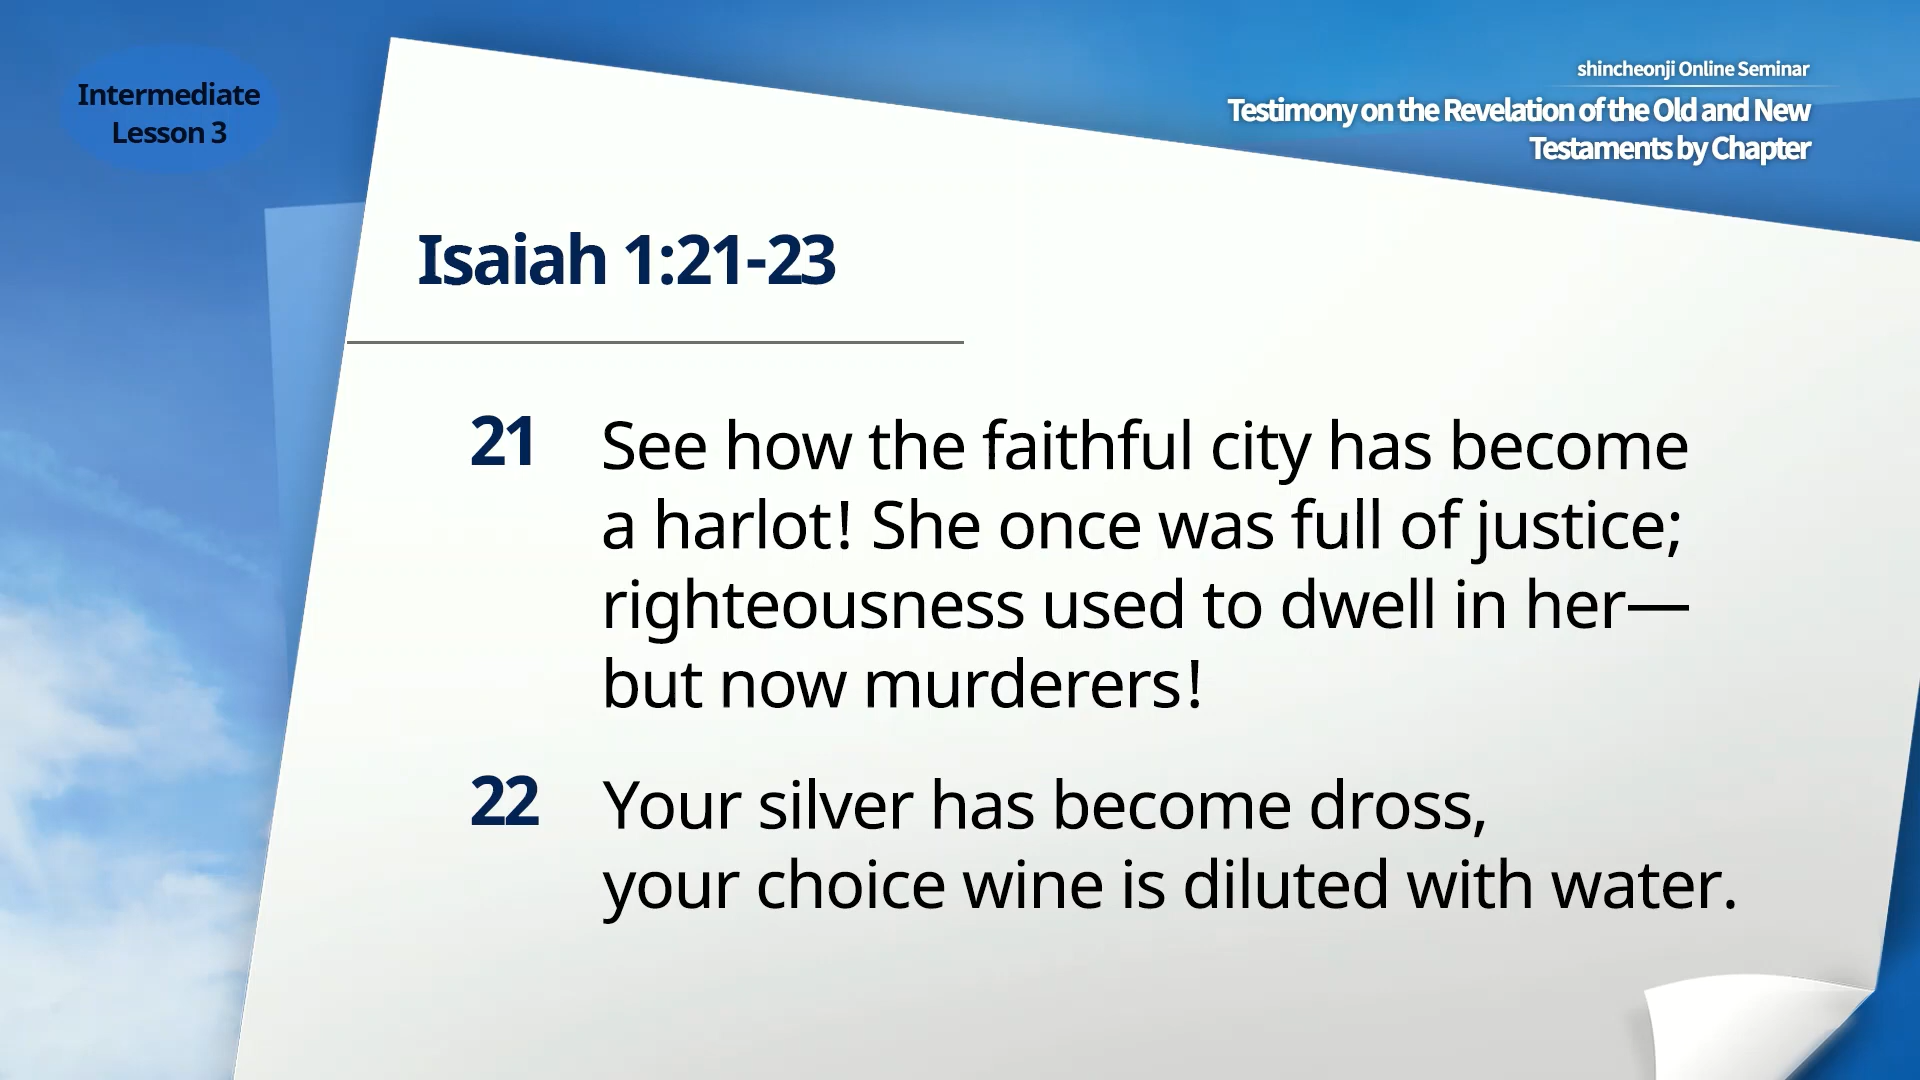 Intermediate
Lesson 3
shincheonji Online Seminar
Testimony on the Revelation of the Old and New
Testaments by Chapter
Isaiah 1:21-23
21 See how the faithful city has become
a harlot! She once was full of justice;
righteousness used to dwell in her—
but now murderers!
22 Your silver has become dross,
your choice wine is diluted with water.